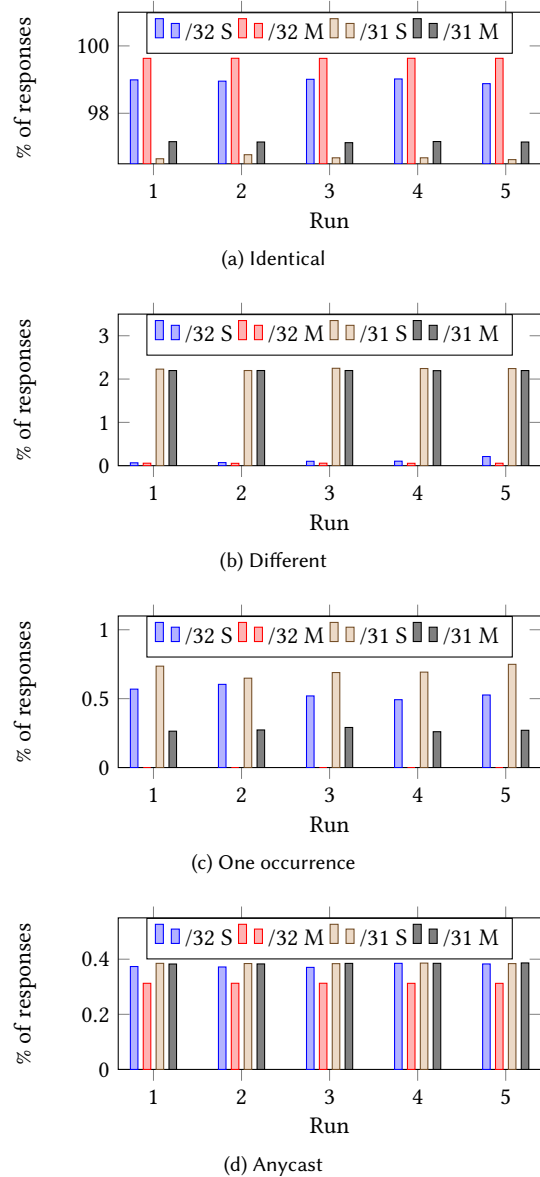 /32 S /32 M /31 S /31 M
100
98
% of responses
1 2 3 4 5
Run
(a) Identical
/32 S /32 M /31 S /31 M
3
2
1
0
% of responses
1 2 3 4 5
Run
(b) Different
/32 S /32 M /31 S /31 M
1
0.5
0
% of responses
1 2 3 4 5
Run
(c) One occurrence
/32 S /32 M /31 S /31 M
0.4
0.2
0
% of responses
1 2 3 4 5
Run
(d) Anycast